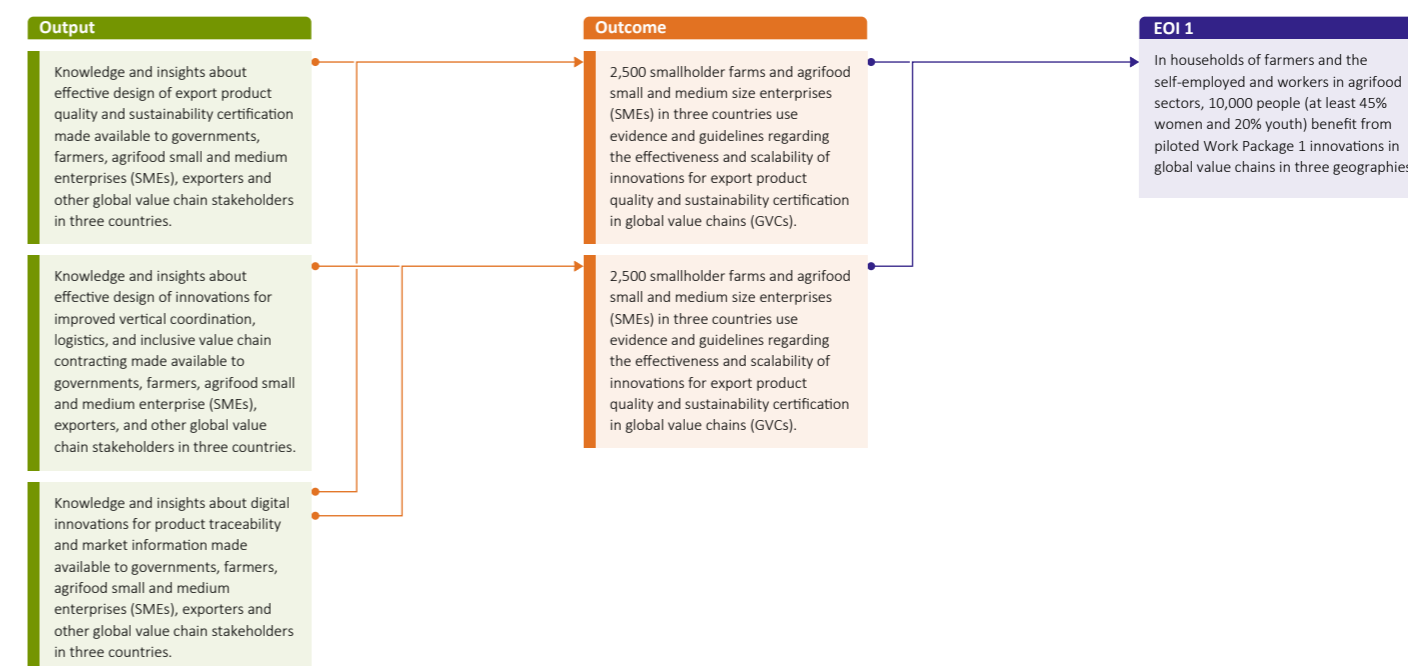 Output
Knowledge and insights about
effective design of export product
quality and sustainability certification
made available to governments,
farmers, agrifood small and medium
enterprises (SMEs), exporters and
other global value chain stakeholders
in three countries.
Knowledge and insights about
effective design of innovations for
improved vertical coordination,
logistics, and inclusive value chain
contracting made available to
governments, farmers, agrifood small
and medium enterprise (SMEs),
exporters, and other global value
chain stakeholders in three countries.
Knowledge and insights about digital
innovations for product traceability
and market information made
available to governments, farmers,
agrifood small and medium
enterprises (SMEs), exporters and
other global value chain stakeholders
in three countries.
Outcome
2,500 smallholder farms and agrifood
small and medium size enterprises
(SMEs) in three countries use
evidence and guidelines regarding
the effectiveness and scalability of
innovations for export product
quality and sustainability certification
in global value chains (GVCs).
2,500 smallholder farms and agrifood
small and medium size enterprises
(SMEs) in three countries use
evidence and guidelines regarding
the effectiveness and scalability of
innovations for export product
quality and sustainability certification
in global value chains (GVCs).
EOI 1
In households of farmers and the
self-employed and workers in agrifood
sectors, 10,000 people (at least 45%
women and 20% youth) benefit from
piloted Work Package 1 innovations in
global value chains in three geographies